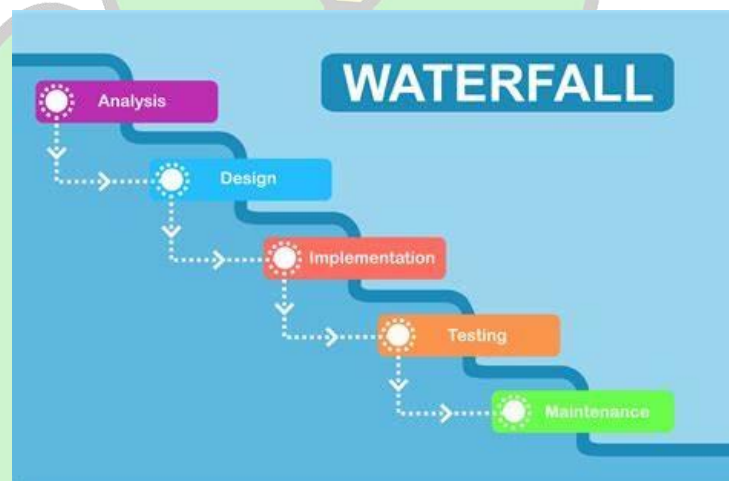 WATERFALL
Analysis
Design
Implementation
Testing
Maintenance